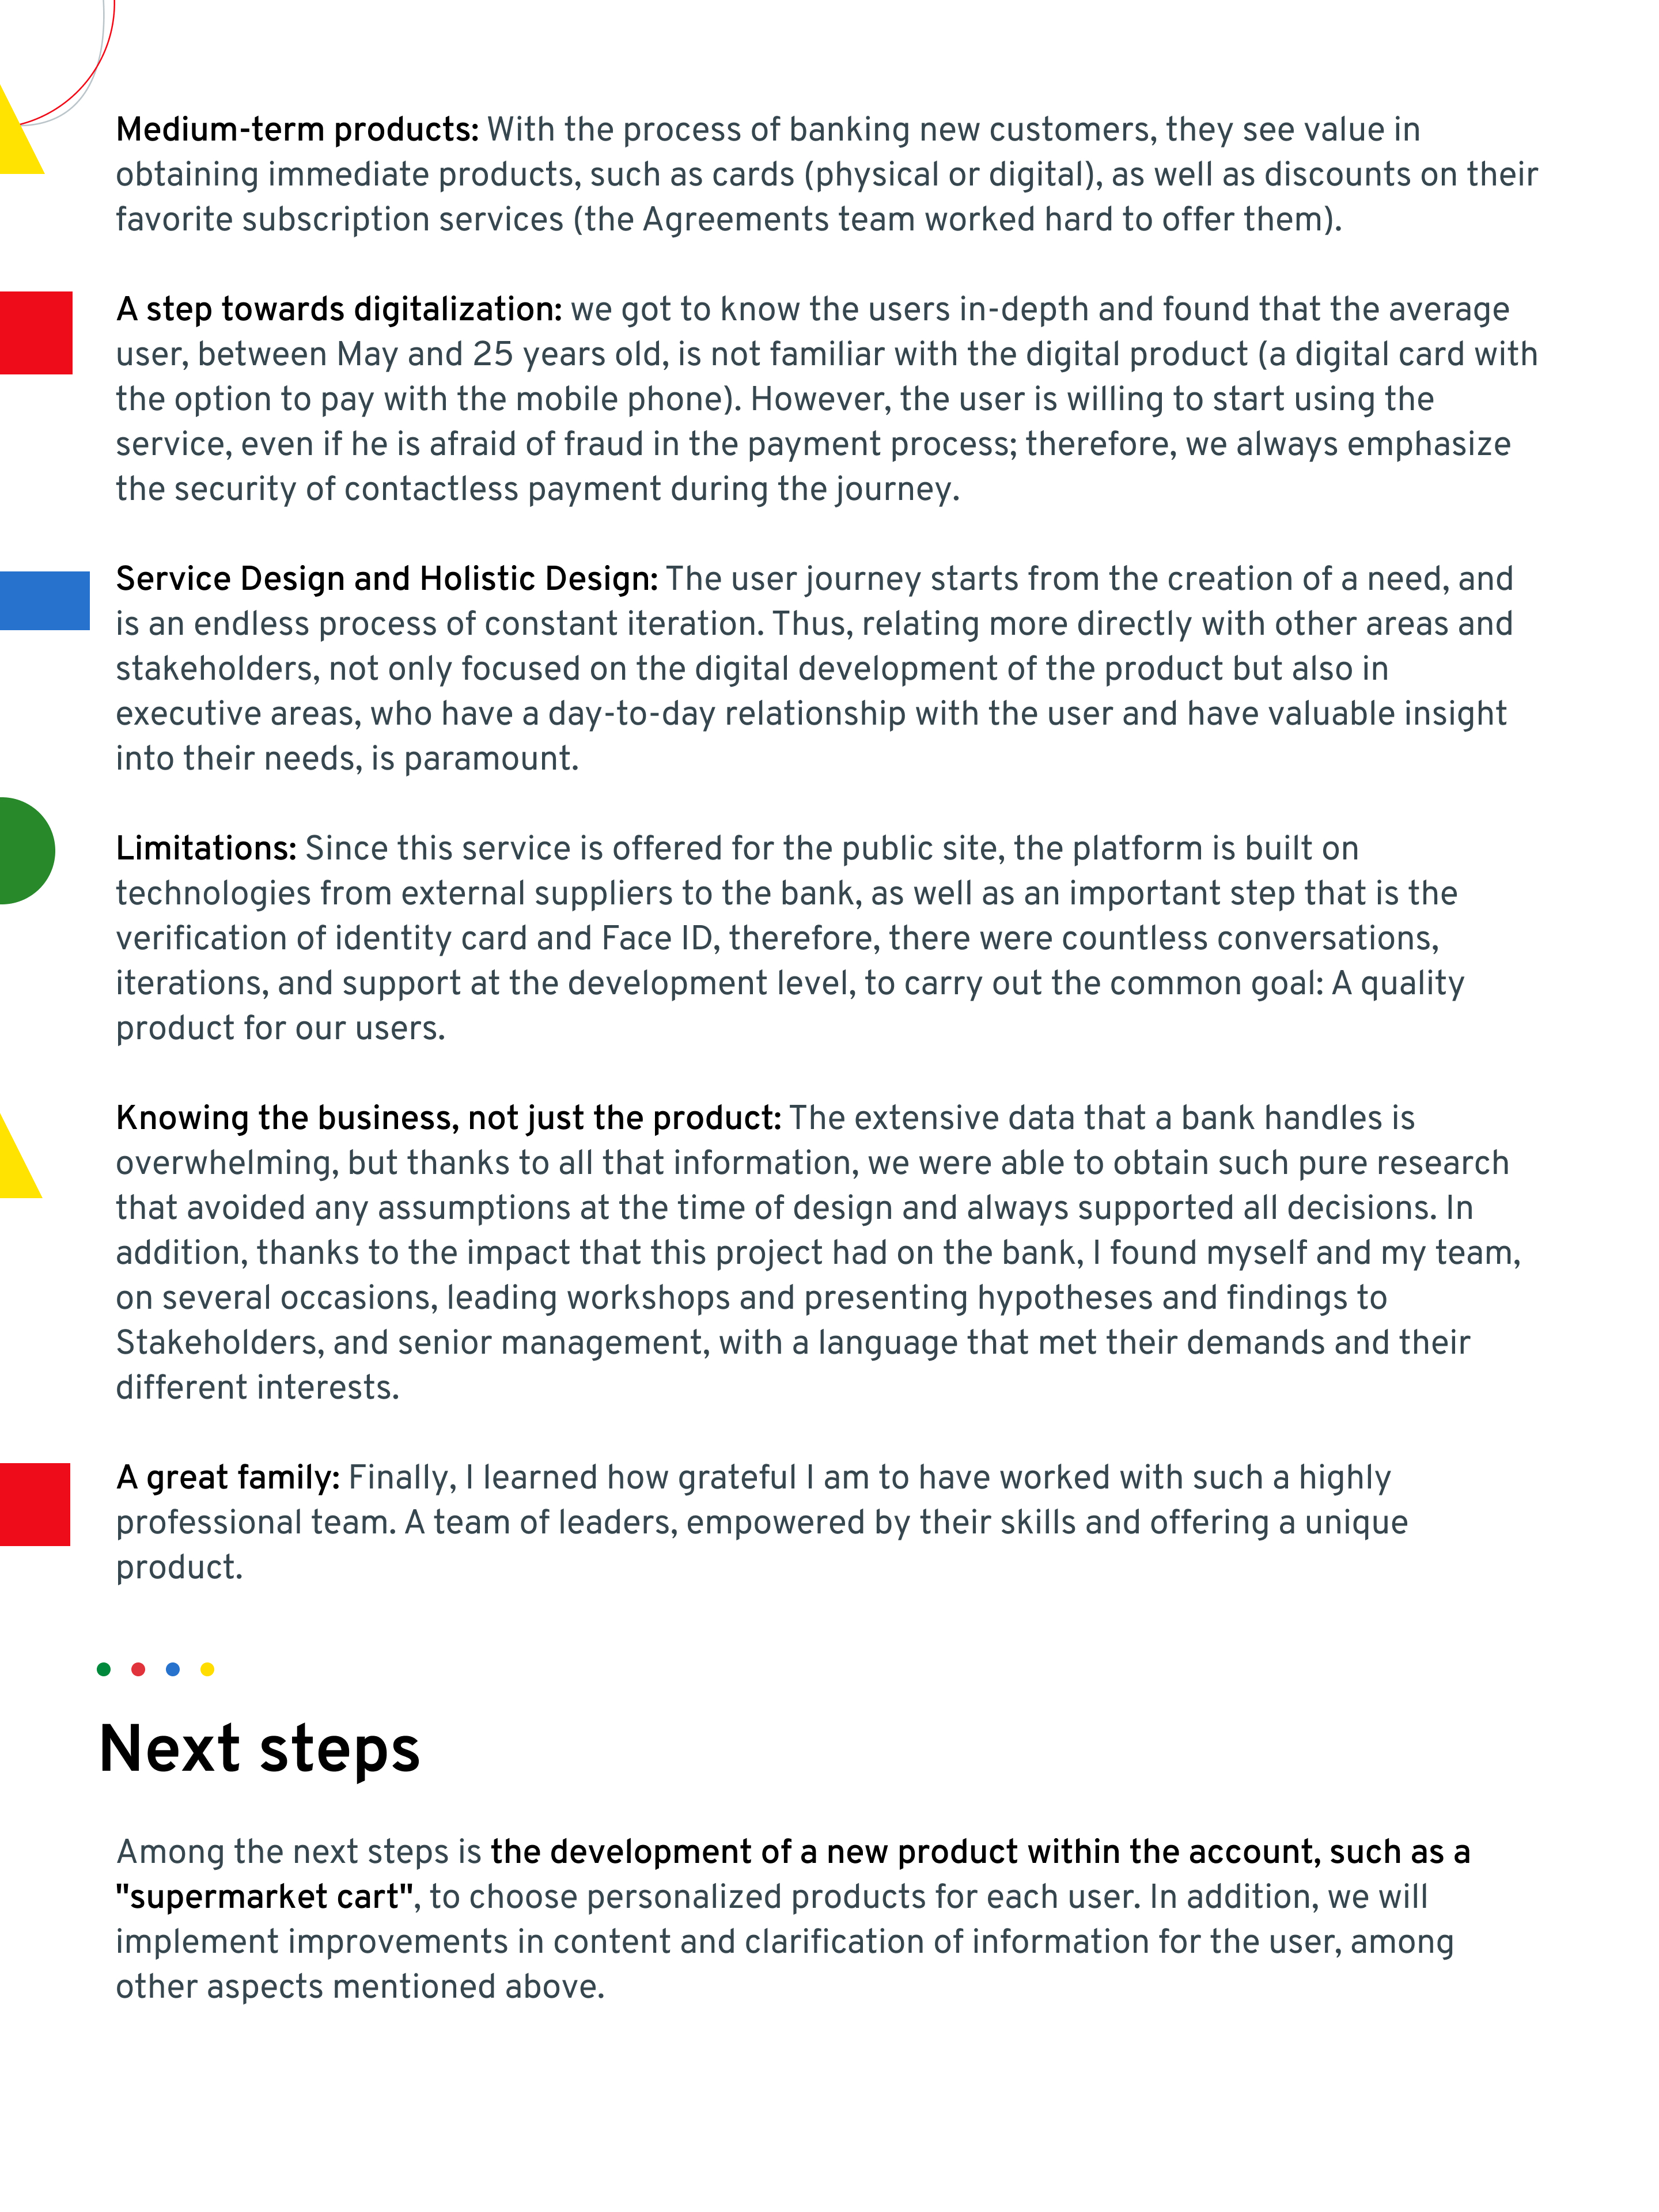 Medium-term products: With the process of banking new customers, they see value in
obtaining immediate products, such as cards (physical or digital), as well as discounts on their
favorite subscription services (the Agreements team worked hard to offer them).
A step towards digitalization: we got to know the users in-depth and found that the average
user, between May and 25 years old, is not familiar with the digital product (a digital card with
the option to pay with the mobile phone). However, the user is willing to start using the
service, even if he is afraid of fraud in the payment process; therefore, we always emphasize
the security of contactless payment during the journey.
Service Design and Holistic Design: The user journey starts from the creation of a need, and
is an endless process of constant iteration. Thus, relating more directly with other areas and
stakeholders, not only focused on the digital development of the product but also in
executive areas, who have a day-to-day relationship with the user and have valuable insight
into their needs, is paramount.
Limitations: Since this service is offered for the public site, the platform is built on
technologies from external suppliers to the bank, as well as an important step that is the
verification of identity card and Face ID, therefore, there were countless conversations,
iterations, and support at the development level, to carry out the common goal: A quality
product for our users.
Knowing the business, not just the product: The extensive data that a bank handles is
overwhelming, but thanks to all that information, we were able to obtain such pure research
that avoided any assumptions at the time of design and always supported all decisions. In
addition, thanks to the impact that this project had on the bank, I found myself and my team,
on several occasions, leading workshops and presenting hypotheses and findings to
Stakeholders, and senior management, with a language that met their demands and their
different interests.
A great family: Finally, I learned how grateful I am to have worked with such a highly
professional team. A team of leaders, empowered by their skills and offering a unique
product.
Next steps
Among the next steps is the development of a new product within the account, such as a
"supermarket cart", to choose personalized products for each user. In addition, we will
implement improvements in content and clarification of information for the user, among
other aspects mentioned above.